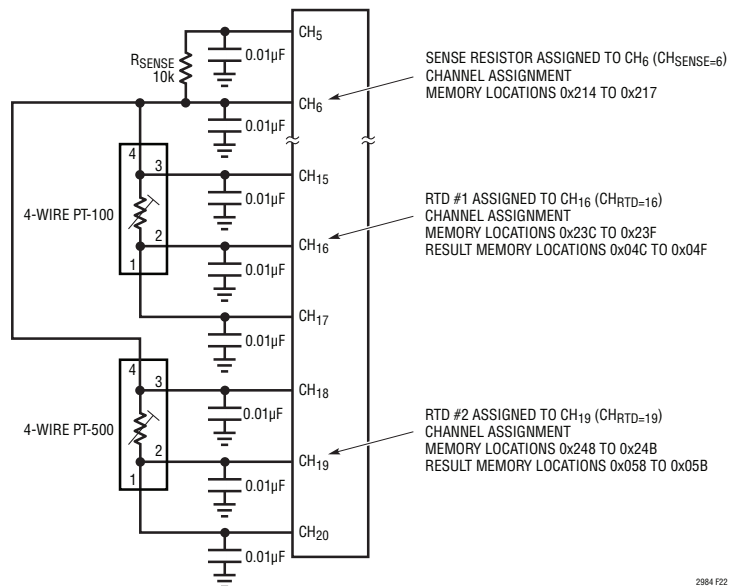 CH5
0.01µF
RSENSE
10k
CH6
0.01µF
SENSE RESISTOR ASSIGNED TO CH6 (CHSENSE=6)
CHANNEL ASSIGNMENT
MEMORY LOCATIONS 0x214 TO 0x217
4
3
CH15
0.01µF
4-WIRE PT-100
2
CH16
0.01µF
1
RTD #1 ASSIGNED TO CH16 (CHRTD=16)
CHANNEL ASSIGNMENT
MEMORY LOCATIONS 0x23C TO 0x23F
RESULT MEMORY LOCATIONS 0x04C TO 0x04F
CH17
0.01µF
4
3
CH18
0.01µF
4-WIRE PT-500
2
CH19
0.01µF
1
RTD #2 ASSIGNED TO CH19 (CHRTD=19)
CHANNEL ASSIGNMENT
MEMORY LOCATIONS 0x248 TO 0x24B
RESULT MEMORY LOCATIONS 0x058 TO 0x05B
CH20
0.01µF
2984 F22